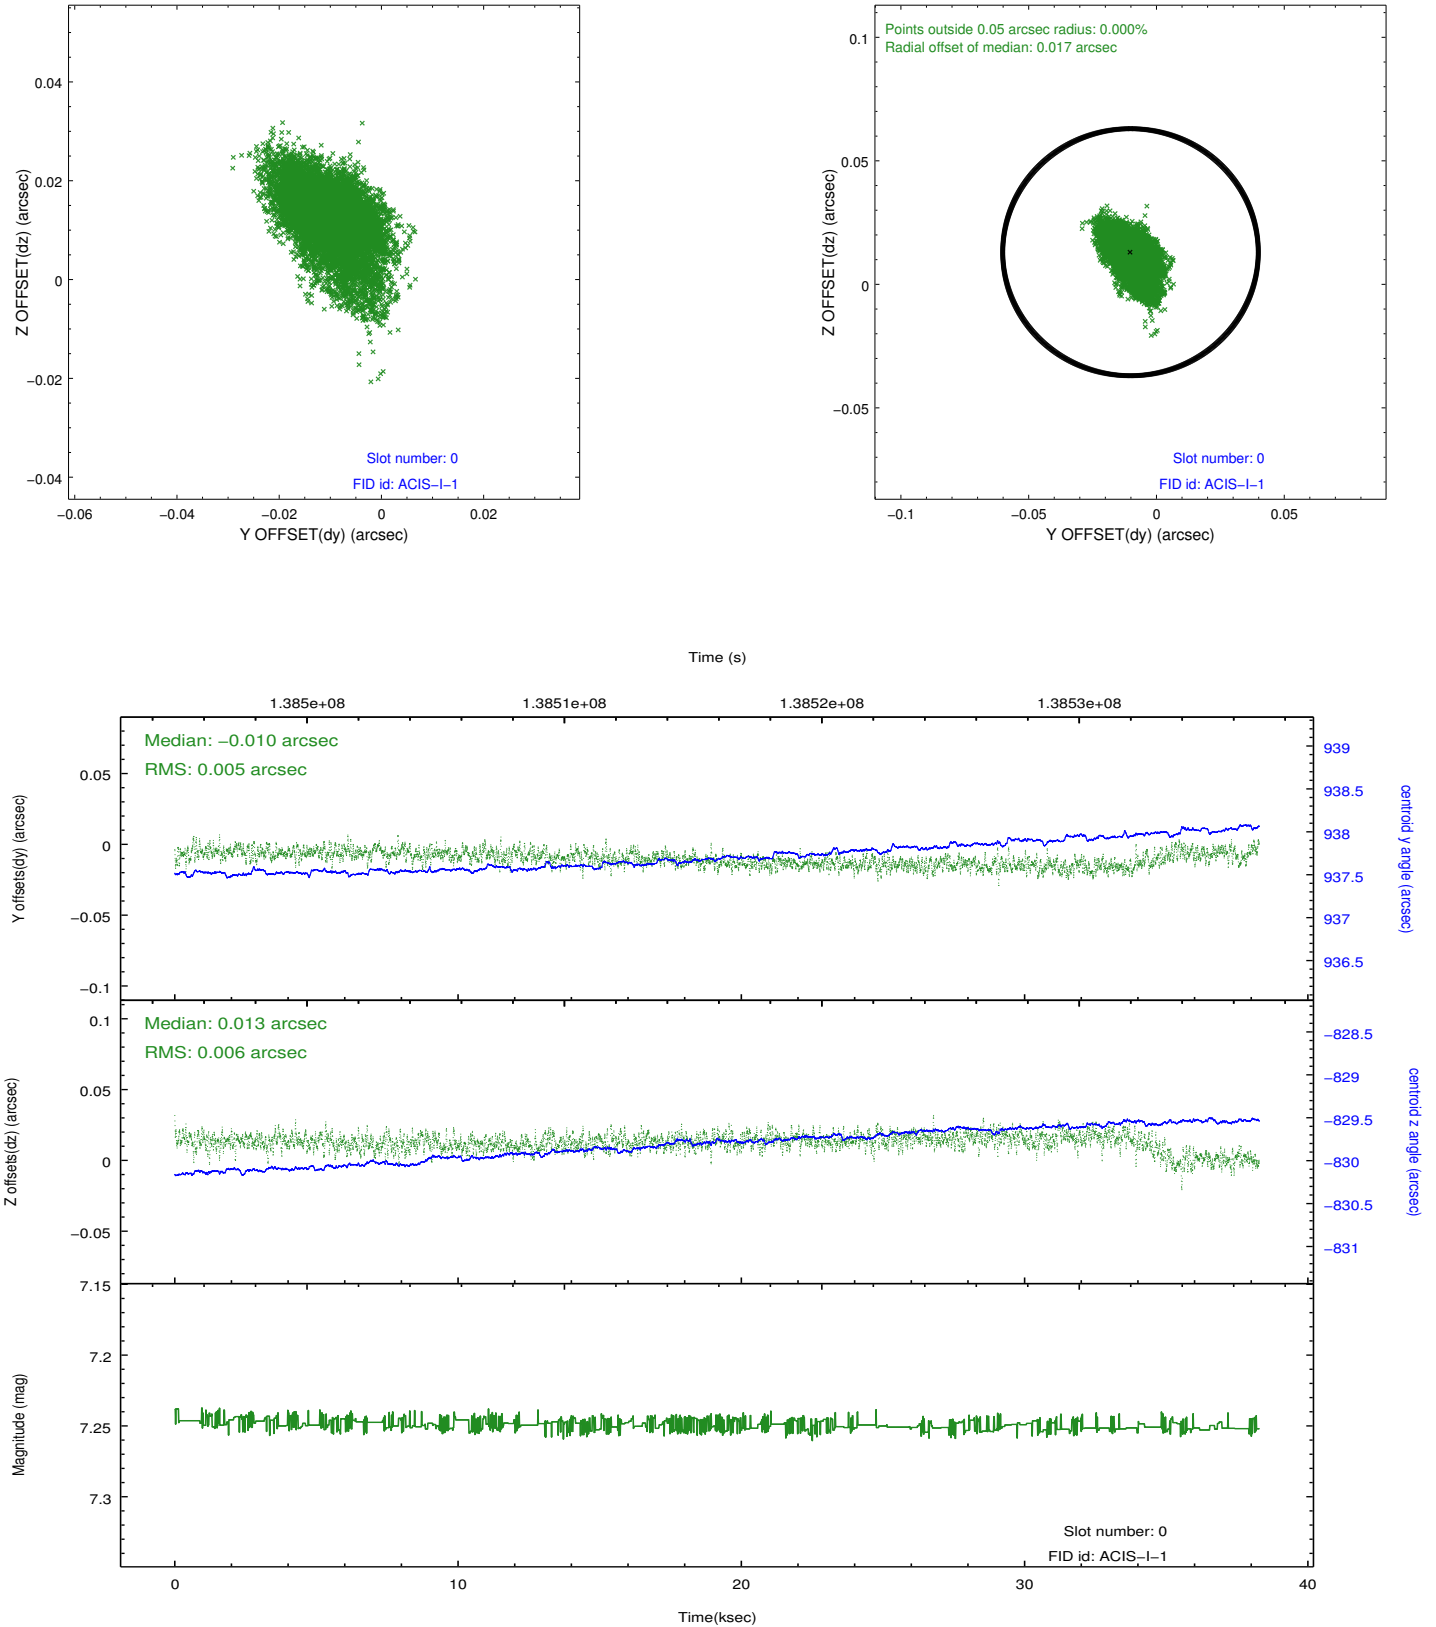 0.04
0.02
0
−0.02
−0.04
Z OFFSET(dz) (arcsec)
Slot number: 0
FID id: ACIS−I−1
−0.06
−0.04
−0.02
0
0.02
Y OFFSET(dy) (arcsec)
Points outside 0.05 arcsec radius: 0.000%
Radial offset of median: 0.017 arcsec
0.1
0.05
0
−0.05
Z OFFSET(dz) (arcsec)
Slot number: 0
FID id: ACIS−I−1
−0.1
−0.05
0
0.05
Y OFFSET(dy) (arcsec)
Time (s)
1.385e+08
1.3851e+08
1.3852e+08
1.3853e+08
Median: −0.010 arcsec
RMS: 0.005 arcsec
0.05
0
−0.05
−0.1
Y offsets(dy) (arcsec)
939
938.5
938
937.5
937
936.5
centroid y angle (arcsec)
Median: 0.013 arcsec
RMS: 0.006 arcsec
0.1
0.05
0
−0.05
Z offsets(dz) (arcsec)
−828.5
−829
−829.5
−830
−830.5
−831
centroid z angle (arcsec)
7.15
7.2
7.25
7.3
Magnitude (mag)
Slot number: 0
FID id: ACIS−I−1
0
10
20
30
40
Time(ksec)